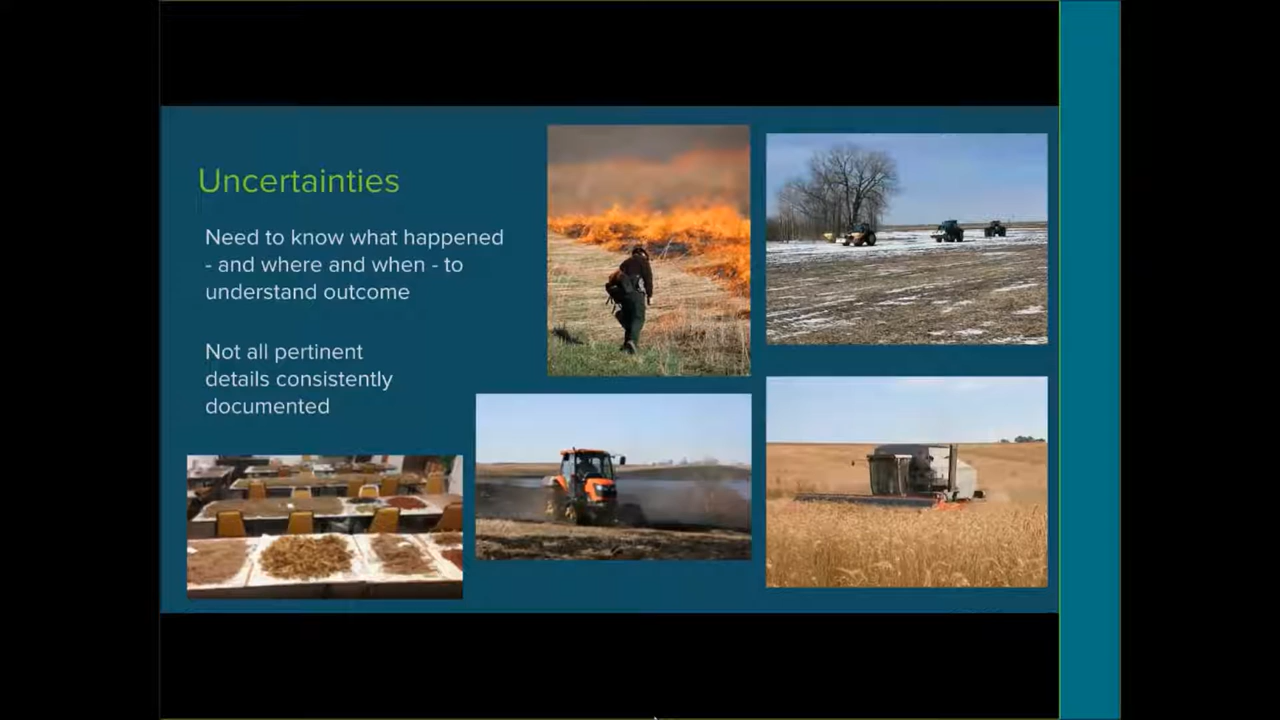 Uncertainties
Need to know what happened
- and where and when - to
understand outcome
Not all pertinent
details consistently
documented